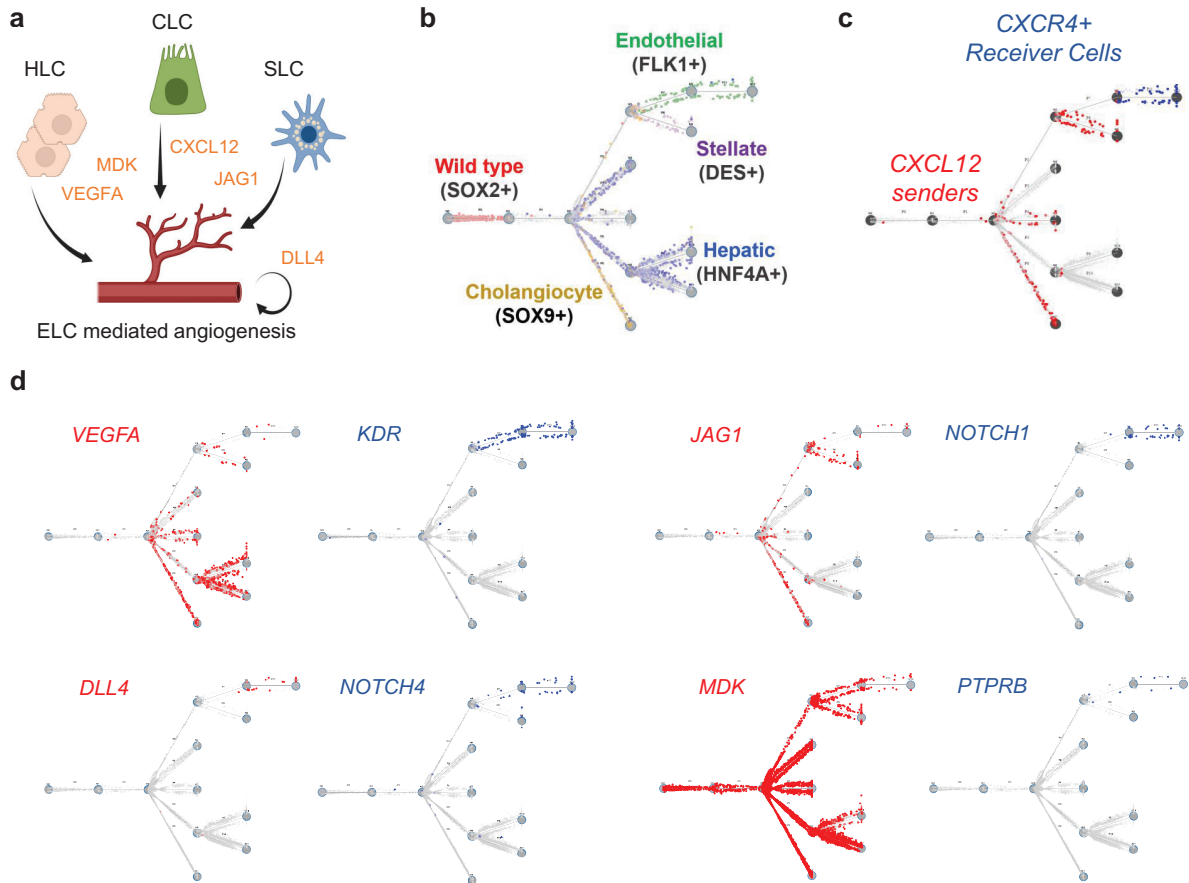 a
CLC
HLC
SLC
CXCL12
MDK
JAG1
VEGFA
DLL4
ELC mediated angiogenesis
b
Endothelial
(FLK1+)
Stellate
(DES+)
Wild type
(SOX2+)
Hepatic
(HNF4A+)
Cholangiocyte
(SOX9+)
c
CXCR4+
Receiver Cells
CXCL12
senders
d
VEGFA
KDR
JAG1
NOTCH1
DLL4
NOTCH4
MDK
PTPRB